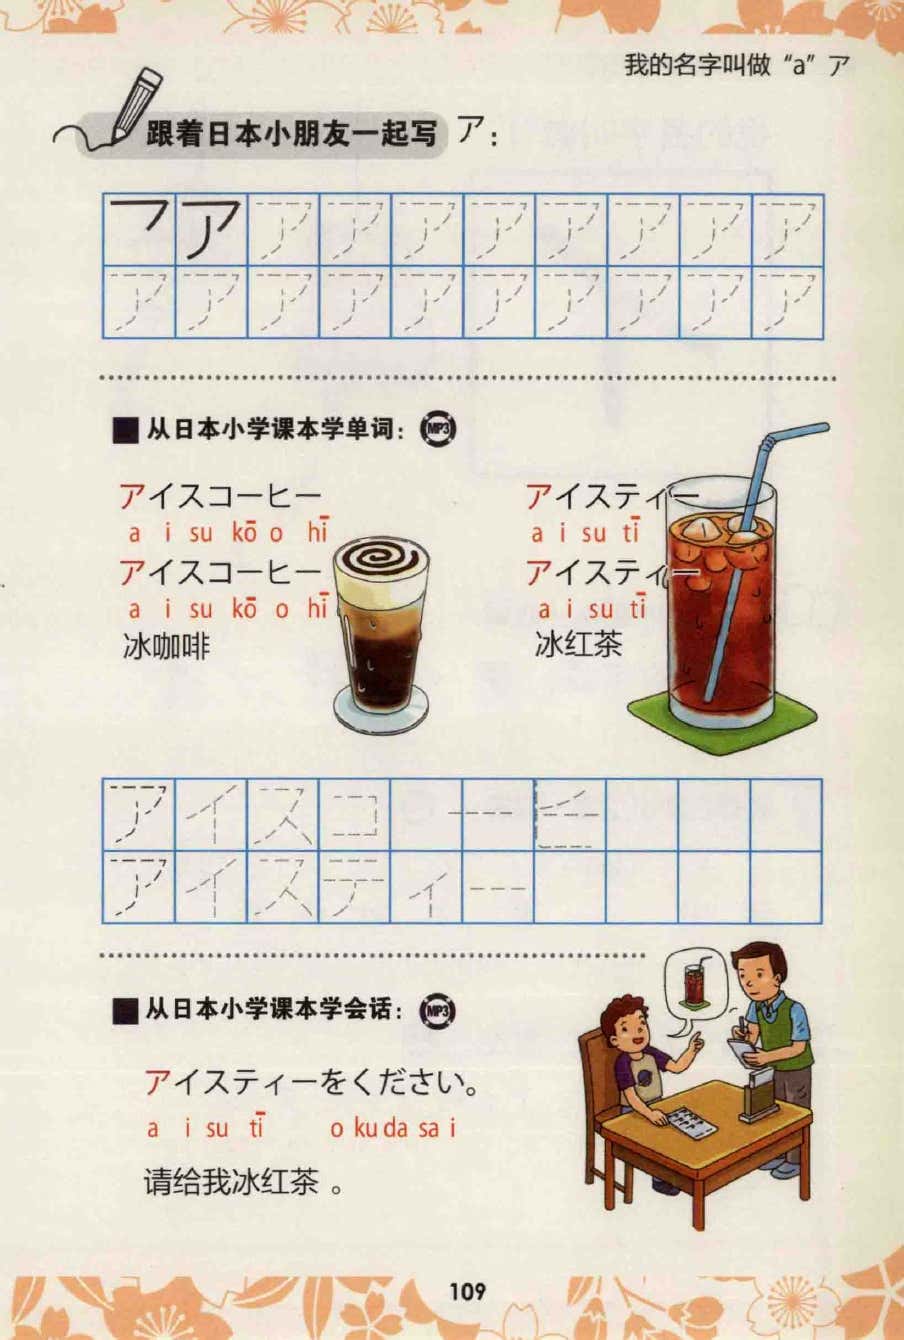 我的名字叫做“a”ア
跟着日本小朋友一起写 ア：
アア ア ア ア ア ア ア ア ア
ア ア ア ア ア ア ア ア ア ア
从日本小学课本学单词： MP3
アイスコーヒー
a i su kō o hī
アイスコーヒー
a i su kō o hī
冰咖啡
アイスティー
a i su tī
アイスティー
a i su tī
冰红茶
アイスコーヒ
アイスティー
从日本小学课本学会话： MP3
アイスティーをください。
a i su tī o ku da sa i
请给我冰红茶 。
109